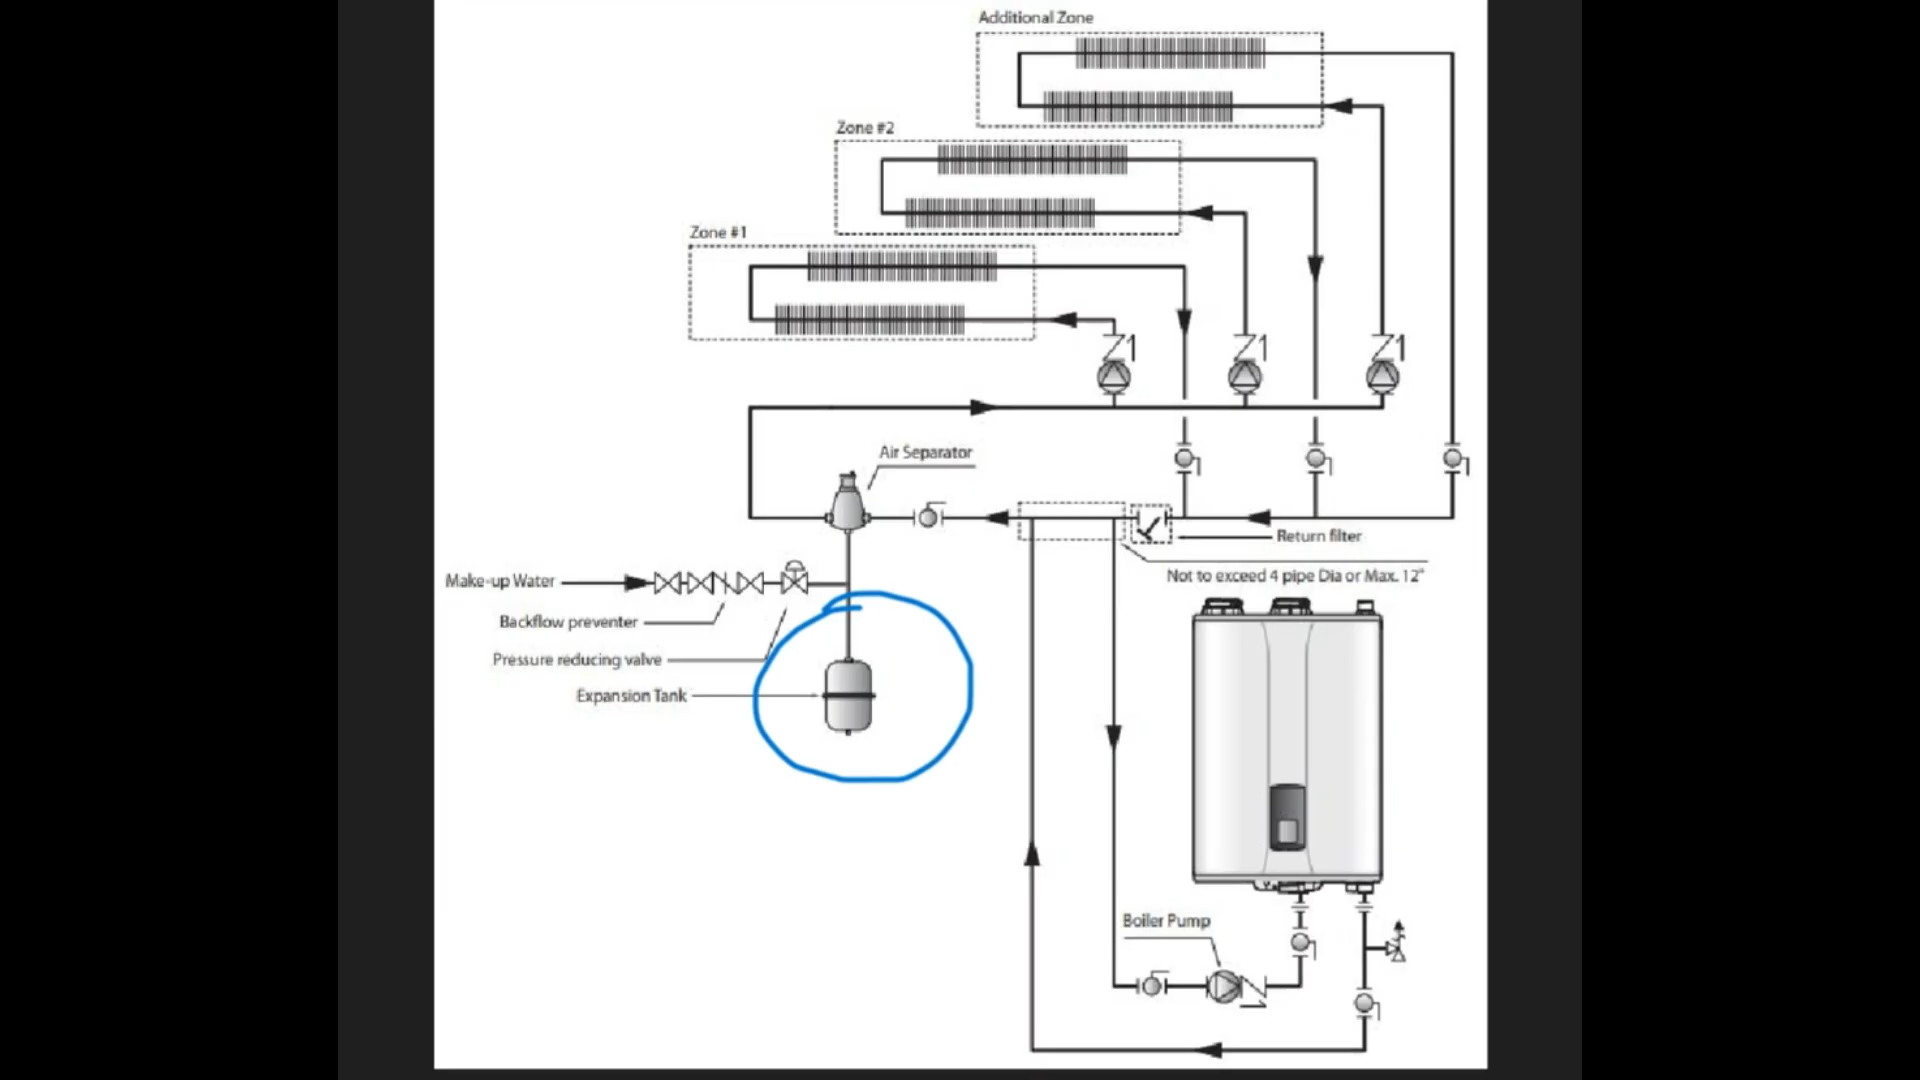 Additional Zone
Zone #2
Zone #1
Air Separator
Return filter
Make-up Water
Not to exceed 4 pipe Dia or Max. 12"
Backflow preventer
Pressure reducing valve
Expansion Tank
Boiler Pump